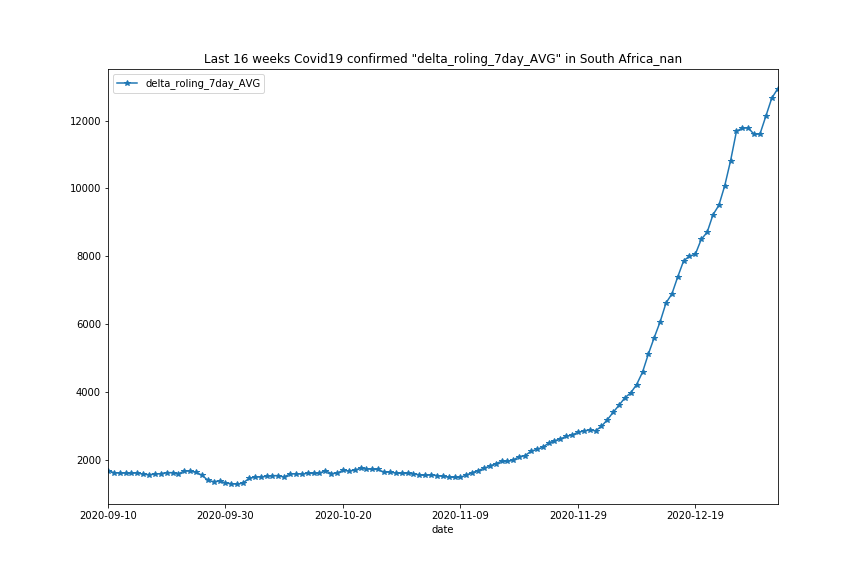 Last 16 weeks Covid19 confirmed "delta_roling_7day_AVG" in South Africa_nan
delta_roling_7day_AVG
12000
10000
8000
6000
4000
2000
2020-09-10 2020-09-30 2020-10-20 2020-11-09 2020-11-29 2020-12-19
date